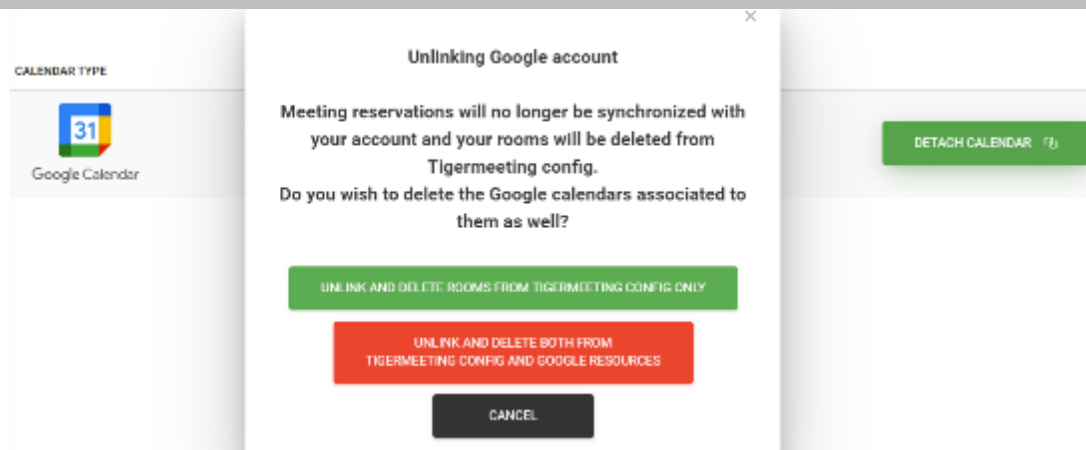 Unlinking Google account
CALENDAR TYPE
Meeting reservations will no longer be synchronized with
your account and your rooms will be deleted from
Tigermeeting config.
Do you wish to delete the Google calendars associated to
them as well?
31
Google Calendar
DETACH CALENDAR
UNLINK AND DELETE ROOMS FROM TIGERMEETING CONFIG ONLY
UNLINK AND DELETE BOTH FROM
TIGERMEETING CONFIG AND GOOGLE RESOURCES
CANCEL